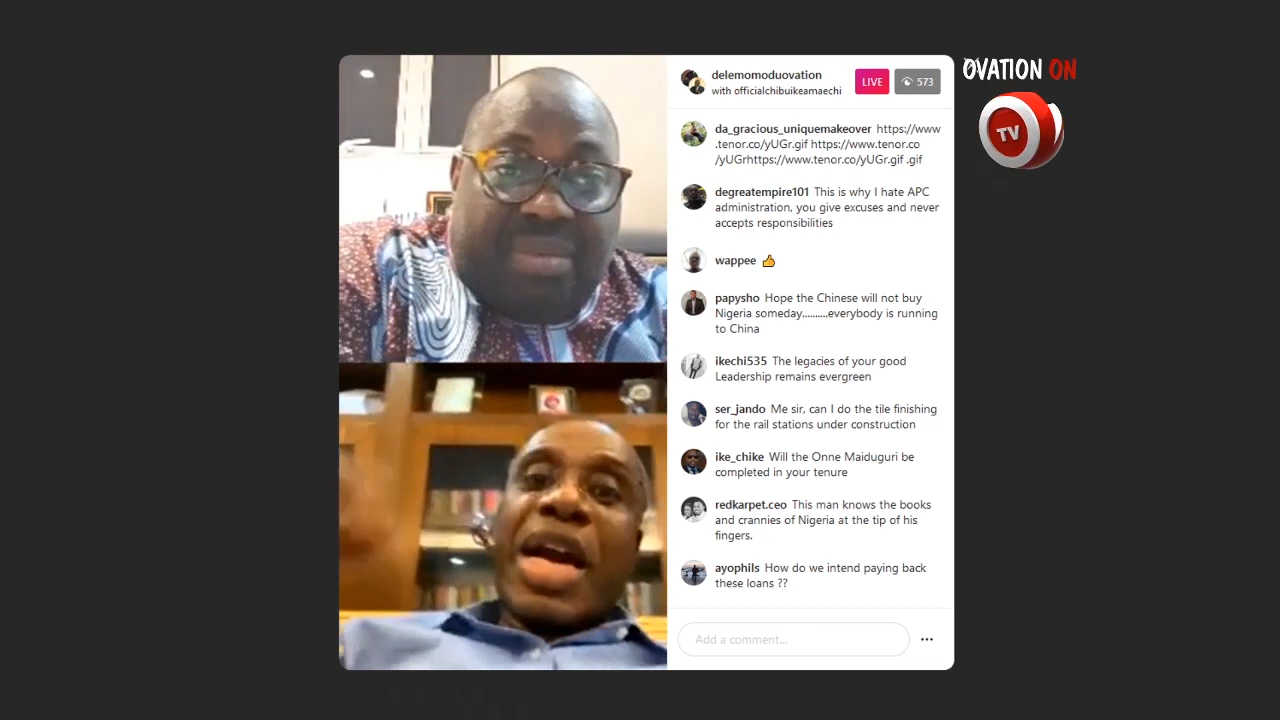 OVATION ON
TV
delemomoduovation
with officialchibuikeamaechi
LIVE
573
da_gracious_uniquemakeover https://www
.tenor.co/yUGr.gif https://www.tenor.co
/yUGrhttps://www.tenor.co/yUGr.gif .gif
degreatempire101 This is why I hate APC
administration, you give excuses and never
accepts responsibilities
wappee 👍
papysho Hope the Chinese will not buy
Nigeria someday..........everybody is running
to China
ikechi535 The legacies of your good
Leadership remains evergreen
ser_jando Me sir, can I do the tile finishing
for the rail stations under construction
ike_chike Will the Onne Maiduguri be
completed in your tenure
redkarpet.ceo This man knows the books
and crannies of Nigeria at the tip of his
fingers.
ayophils How do we intend paying back
these loans ??
Add a comment...